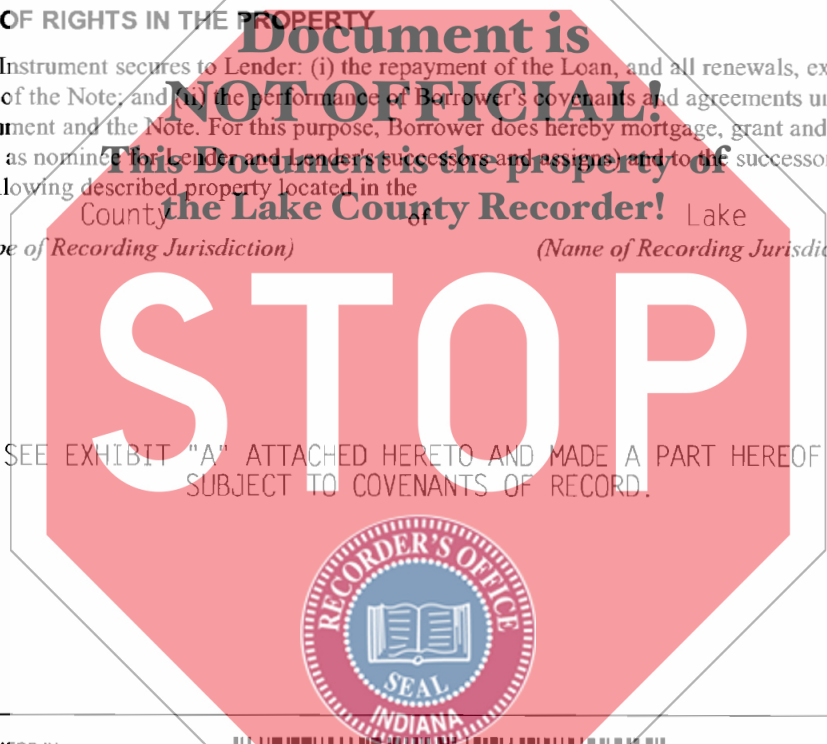 OF RIGHTS IN THE PROPERTY
Document is
Instrument secures to Lender: (i) the repayment of the Loan, and all renewals, ex
NOT OFFICIAL!
of the Note; and (ii) the performance of Borrower's covenants and agreements u
ment and the Note. For this purpose, Borrower does hereby mortgage, grant and
This Document is the property of
as nominee for Lender and Lender's successors and assigns) and to the successo
lowing described property located in the
the Lake County Recorder!
County of Lake
pe of Recording Jurisdiction) (Name of Recording Jurisdic
STOP
SEE EXHIBIT "A" ATTACHED HERETO AND MADE A PART HEREOF
SUBJECT TO COVENANTS OF RECORD.
RECORDER'S OFFICE
SEAL
INDIANA